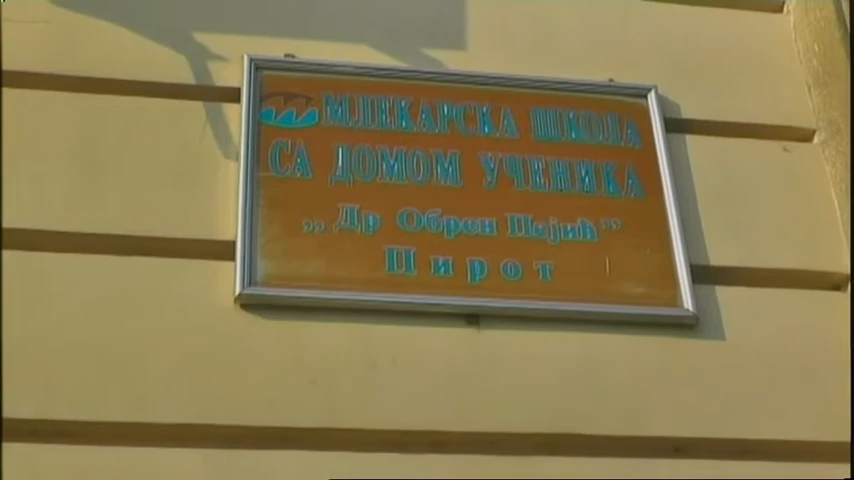 МЛЕКАРСКА ШКОЛА
СА ДОМОМ УЧЕНИКА
„Др Обрен Пејић”
Пирот